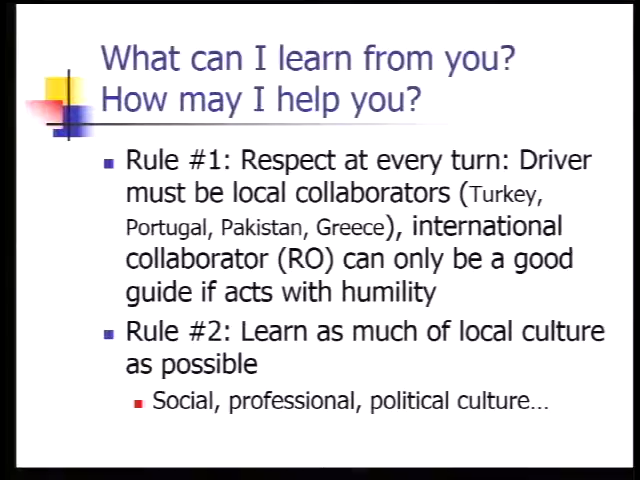 What can I learn from you?
How may I help you?
Rule #1: Respect at every turn: Driver
must be local collaborators (Turkey,
Portugal, Pakistan, Greece), international
collaborator (RO) can only be a good
guide if acts with humility
Rule #2: Learn as much of local culture
as possible
Social, professional, political culture…